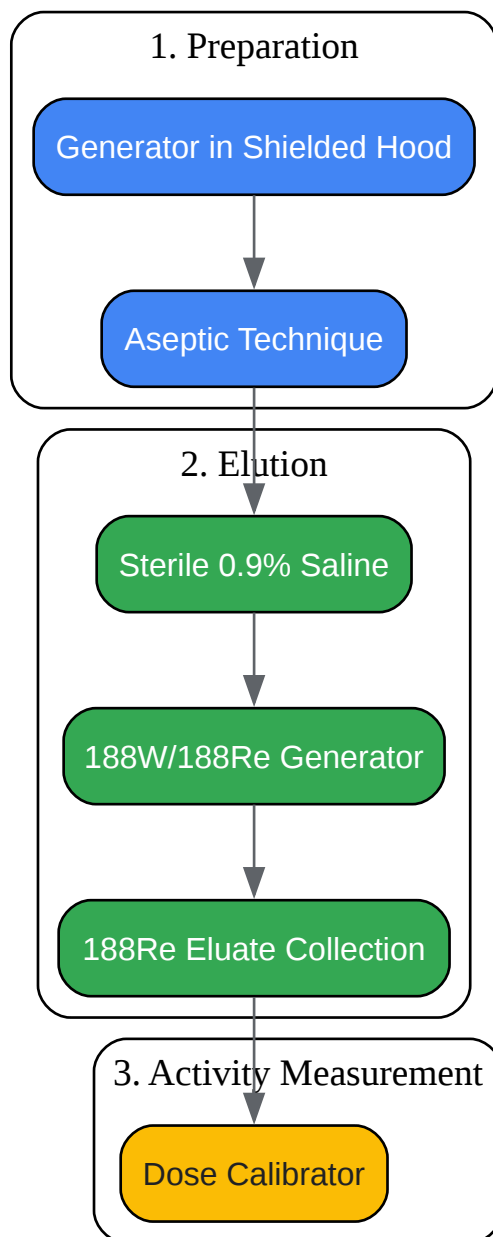 1. Preparation
Generator in Shielded Hood
Aseptic Technique
2. Elution
Sterile 0.9% Saline
188W/188Re Generator
188Re Eluate Collection
3. Activity Measurement
Dose Calibrator